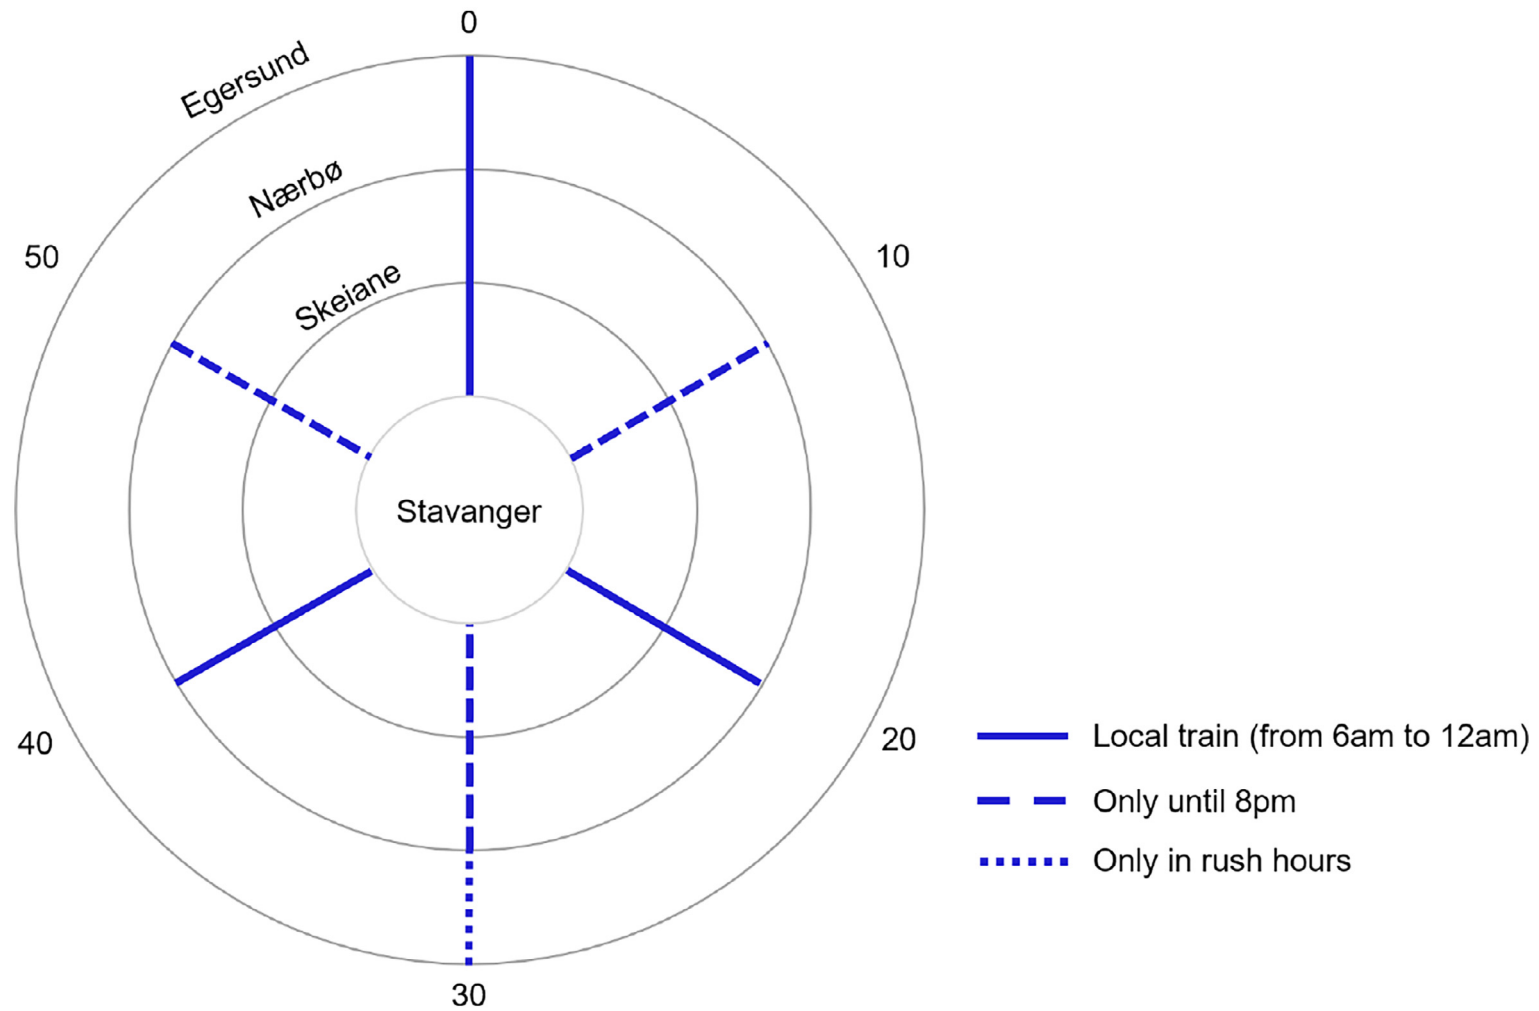 0
Egersund
Nærbø
50
10
Skeiane
Stavanger
40
20
Local train (from 6am to 12am)
Only until 8pm
Only in rush hours
30